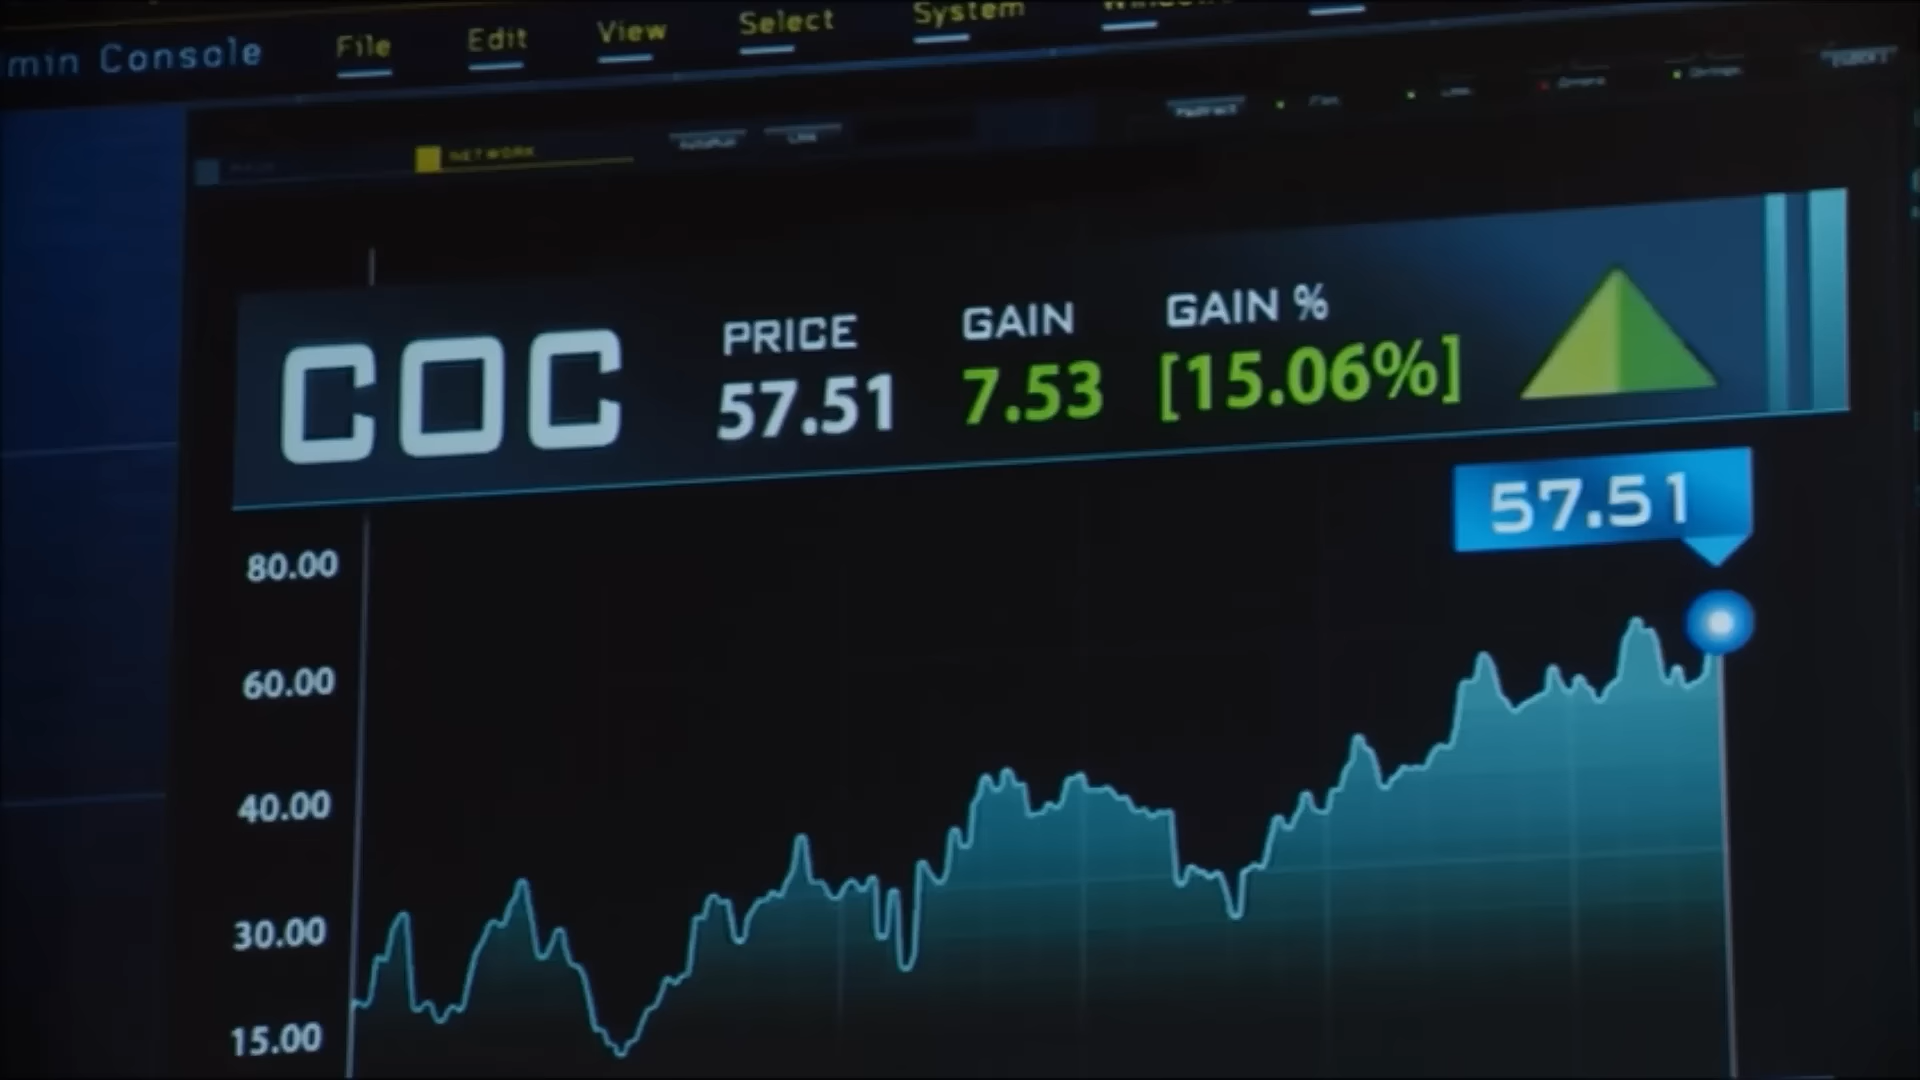 min Console File Edit View Select System
NETWORK
COC
PRICE GAIN GAIN %
57.51 7.53 [15.06%]
57.51
80.00
60.00
40.00
30.00
15.00